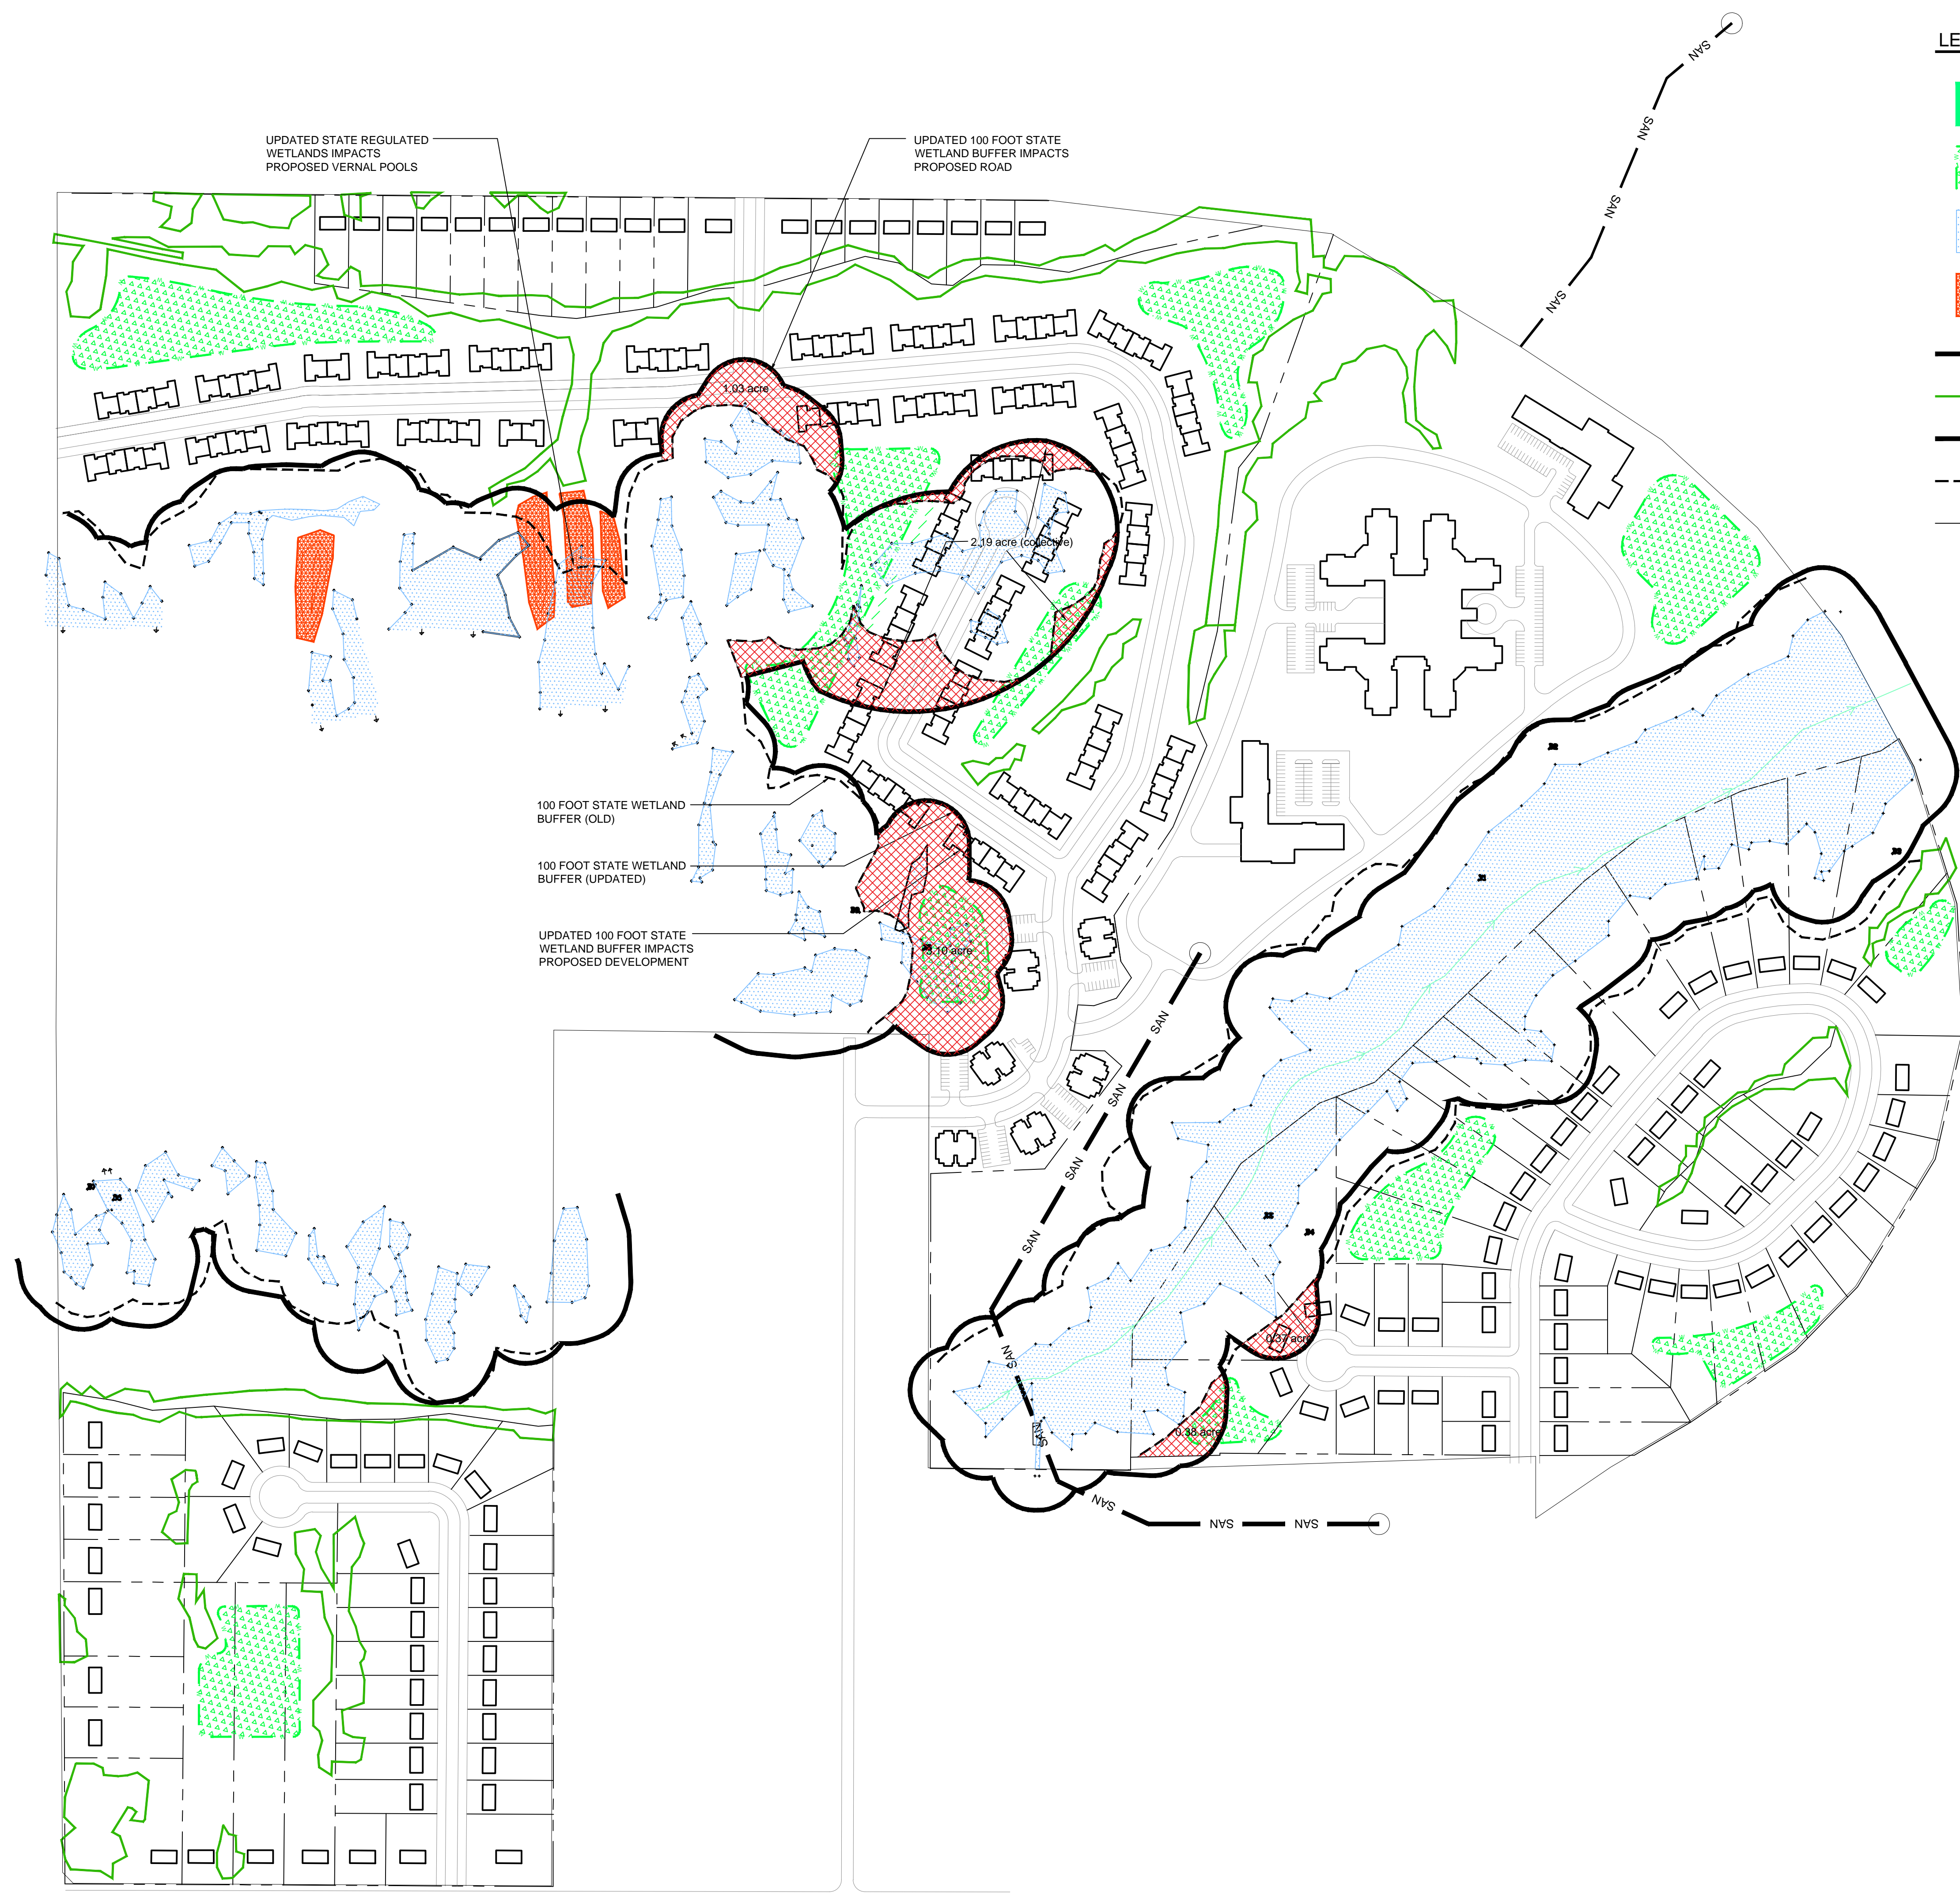 LE
UPDATED STATE REGULATED
WETLANDS IMPACTS
PROPOSED VERNAL POOLS
UPDATED 100 FOOT STATE
WETLAND BUFFER IMPACTS
PROPOSED ROAD
SAN
SAN
SAN
SAN
1.03 acre
2.19 acre (collective)
100 FOOT STATE WETLAND
BUFFER (OLD)
100 FOOT STATE WETLAND
BUFFER (UPDATED)
UPDATED 100 FOOT STATE
WETLAND BUFFER IMPACTS
PROPOSED DEVELOPMENT
3.10 acre
SAN
SAN
SAN
SAN
SAN
0.37 acre
SAN
0.38 acre
SAN
SAN
SAN